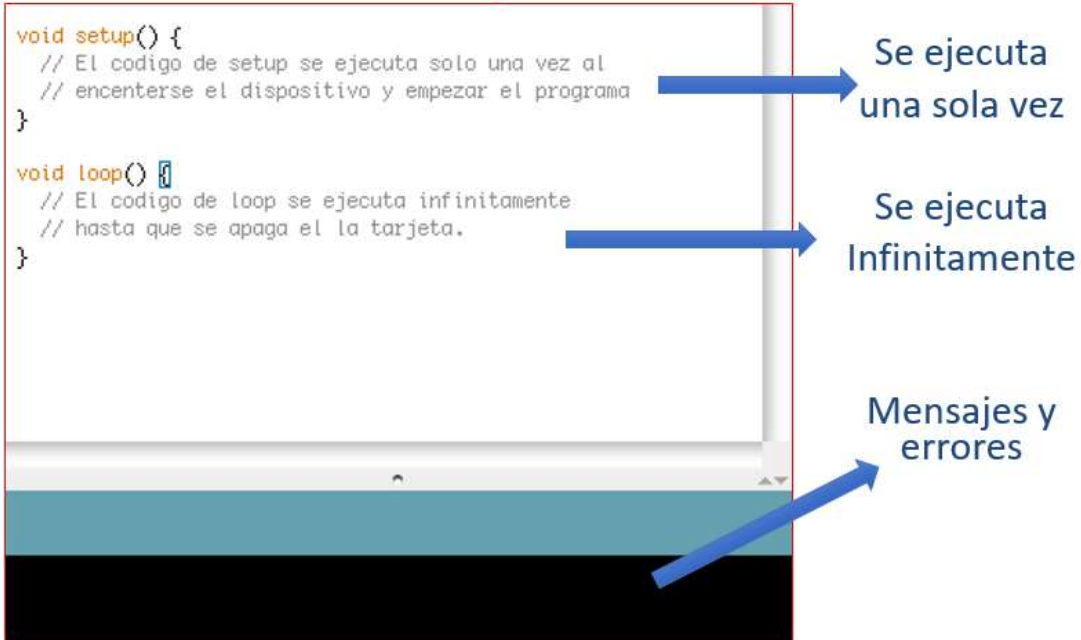 void setup() {
  // El codigo de setup se ejecuta solo una vez al
  // encenterse el dispositivo y empezar el programa
}
void loop() {
  // El codigo de loop se ejecuta infinitamente
  // hasta que se apaga el la tarjeta.
}
Se ejecuta
una sola vez
Se ejecuta
Infinitamente
Mensajes y
errores